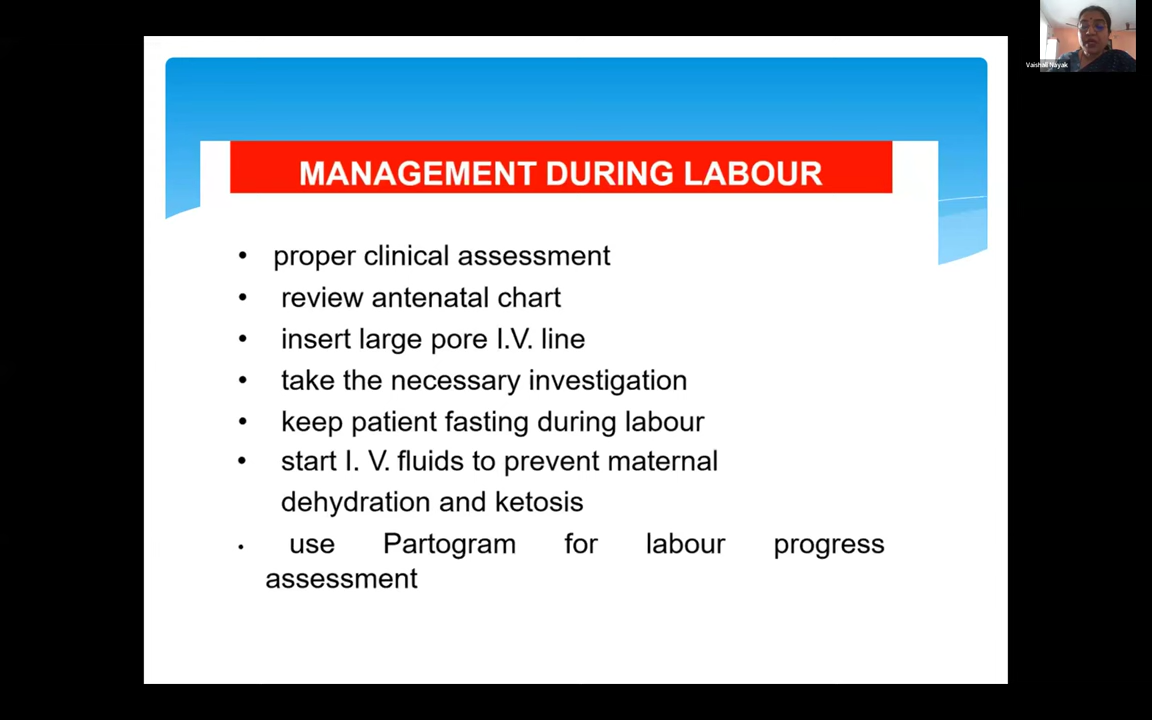 Vaishali Nayak
MANAGEMENT DURING LABOUR
• proper clinical assessment
• review antenatal chart
• insert large pore I.V. line
• take the necessary investigation
• keep patient fasting during labour
• start I. V. fluids to prevent maternal
dehydration and ketosis
• use Partogram for labour progress
assessment